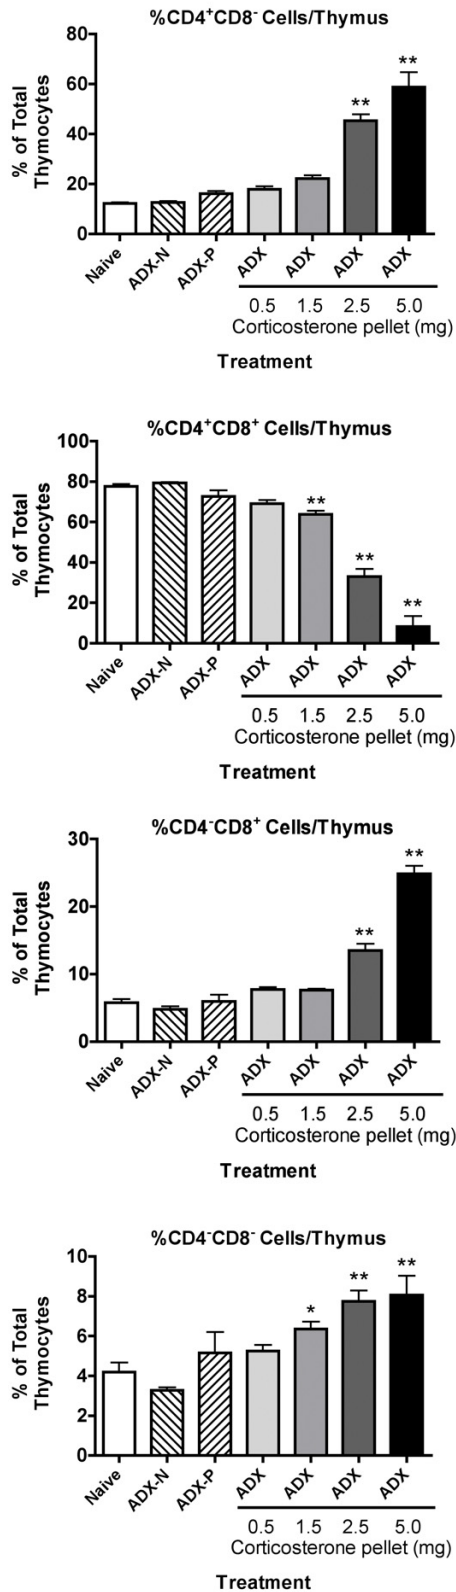 %CD4⁺CD8⁻ Cells/Thymus
% of Total
Thymocytes
80
60
40
20
0
Naive
ADX-N
ADX-P
ADX
ADX
ADX
ADX
** **
0.5 1.5 2.5 5.0
Corticosterone pellet (mg)
Treatment
%CD4⁺CD8⁺ Cells/Thymus
% of Total
Thymocytes
100
80
60
40
20
0
Naive
ADX-N
ADX-P
ADX
ADX
ADX
ADX
** ** **
0.5 1.5 2.5 5.0
Corticosterone pellet (mg)
Treatment
%CD4⁻CD8⁺ Cells/Thymus
% of Total
Thymocytes
30
20
10
0
Naive
ADX-N
ADX-P
ADX
ADX
ADX
ADX
** **
0.5 1.5 2.5 5.0
Corticosterone pellet (mg)
Treatment
%CD4⁻CD8⁻ Cells/Thymus
% of Total
Thymocytes
10
8
6
4
2
0
Naive
ADX-N
ADX-P
ADX
ADX
ADX
ADX
* ** **
0.5 1.5 2.5 5.0
Corticosterone pellet (mg)
Treatment